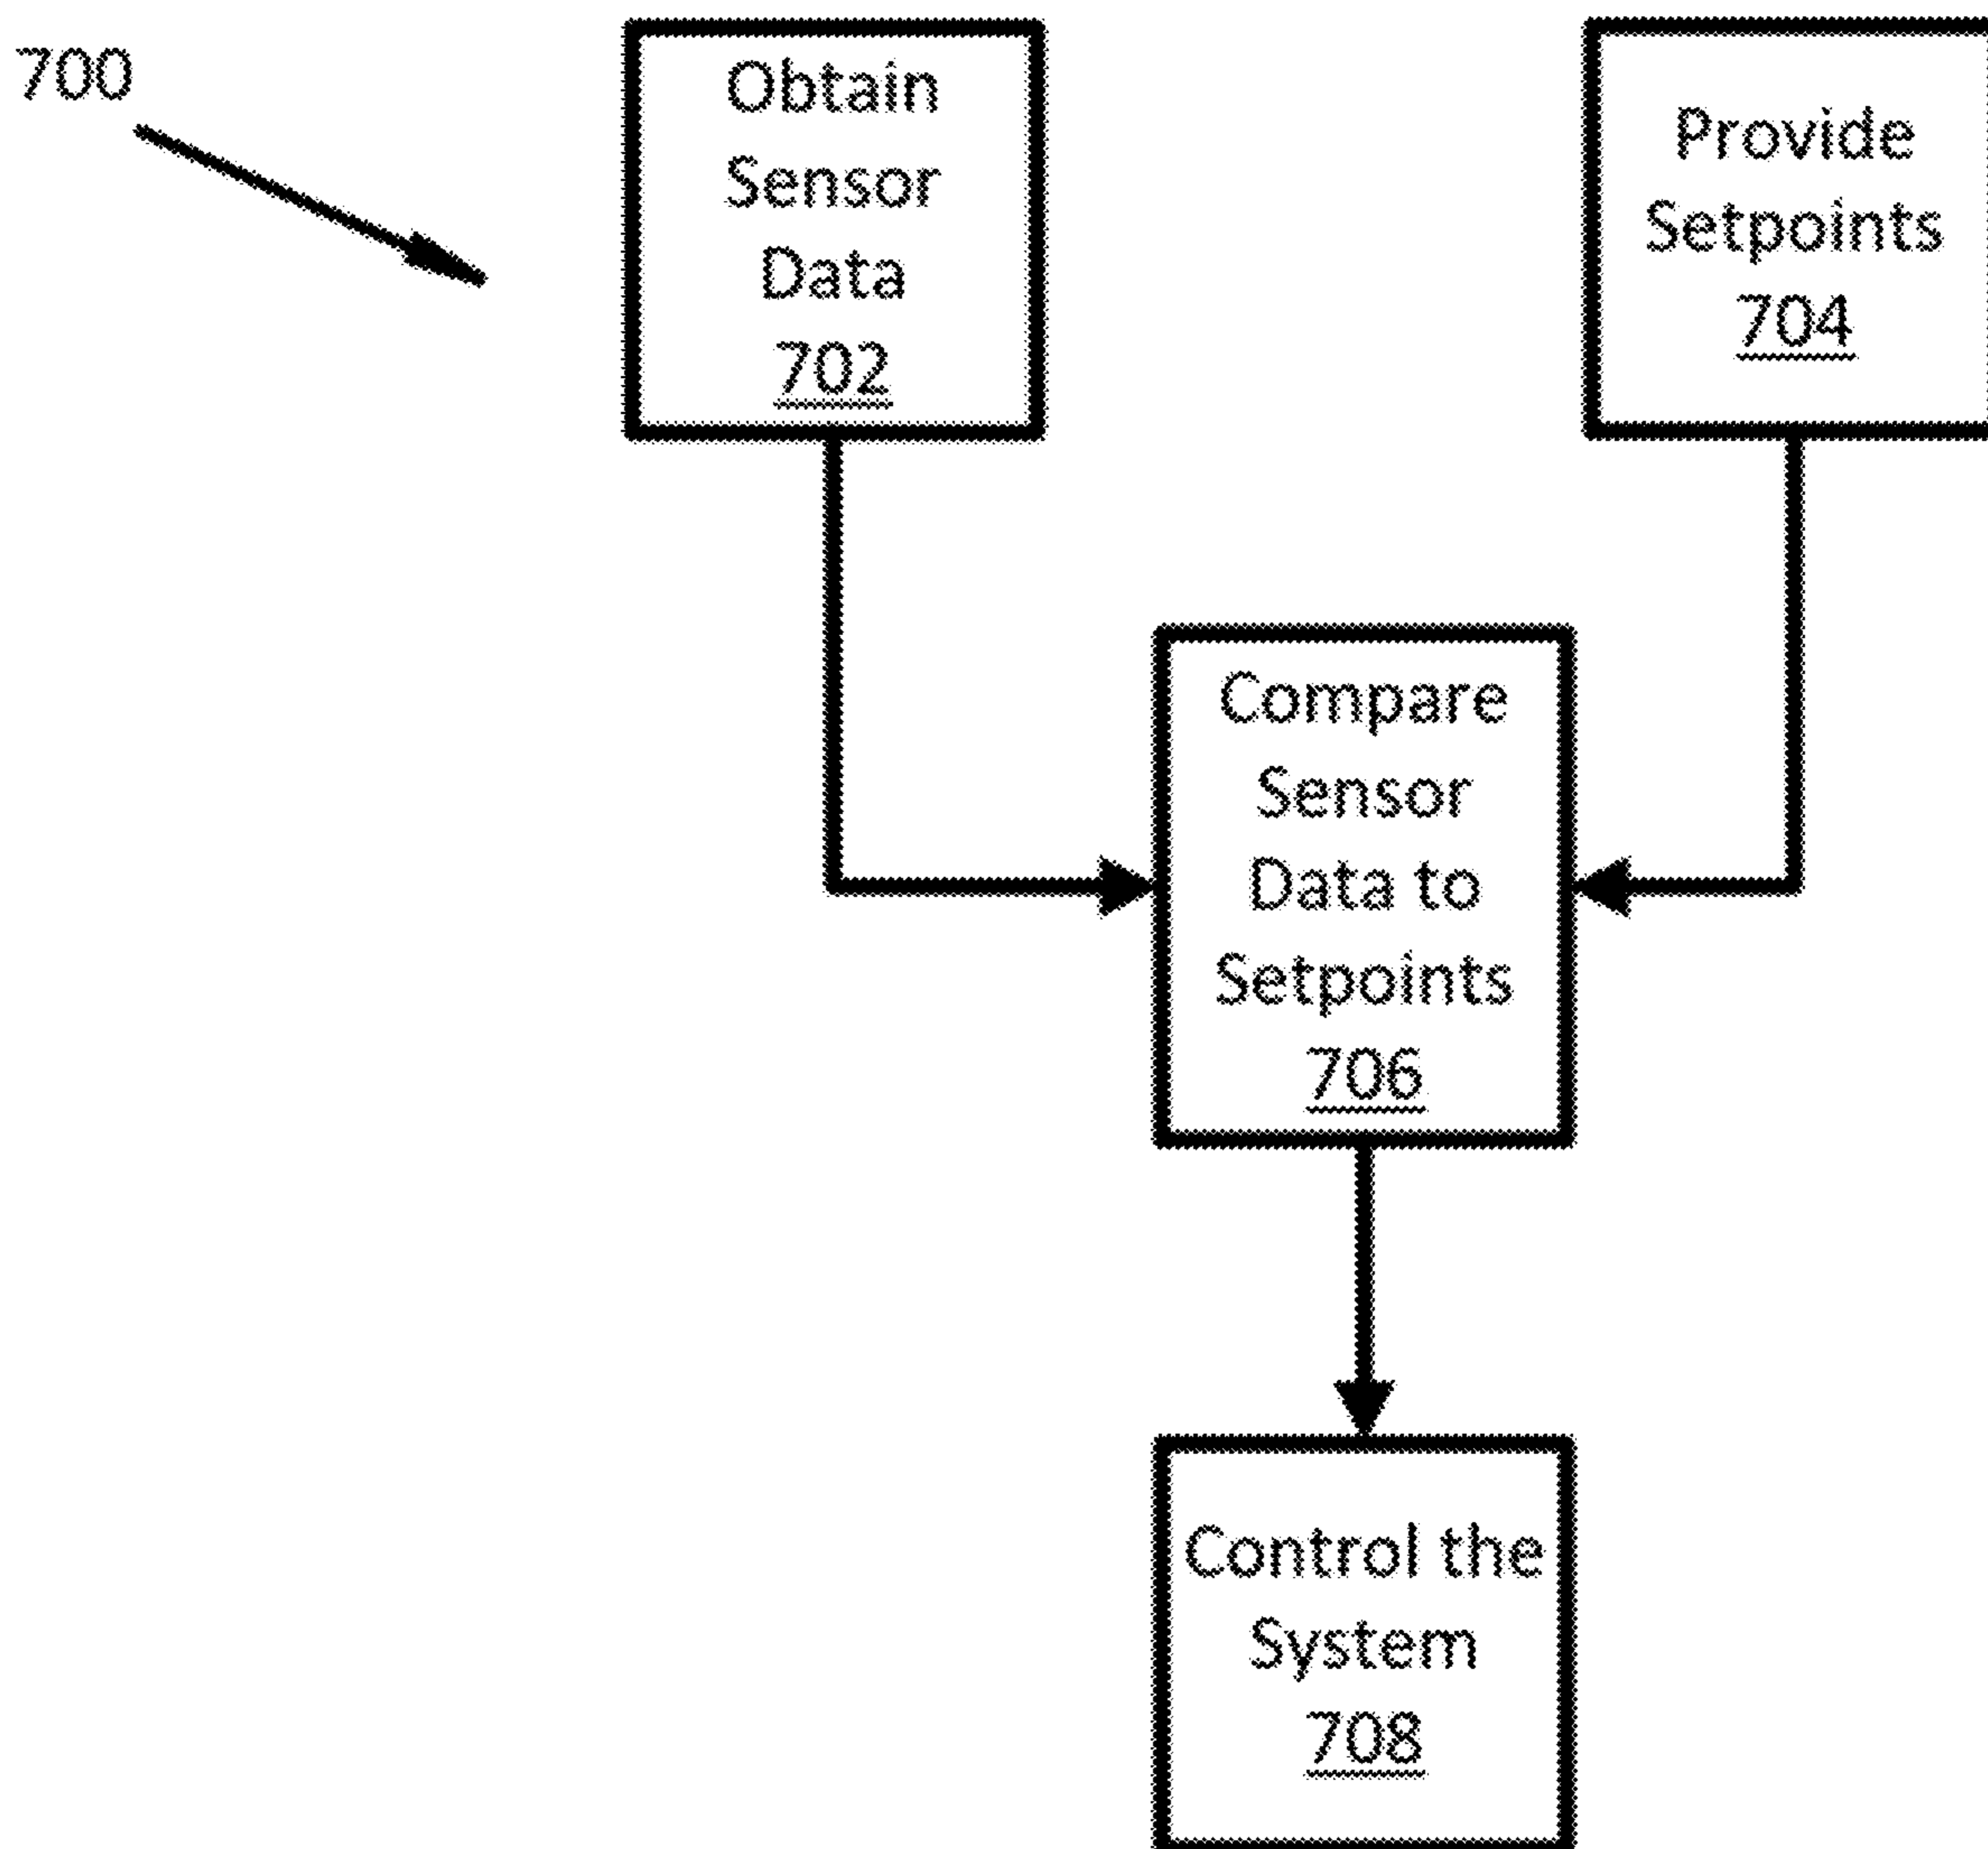 700
Obtain
Sensor
Data
702
Provide
Setpoints
704
Compare
Sensor
Data to
Setpoints
706
Control the
System
708